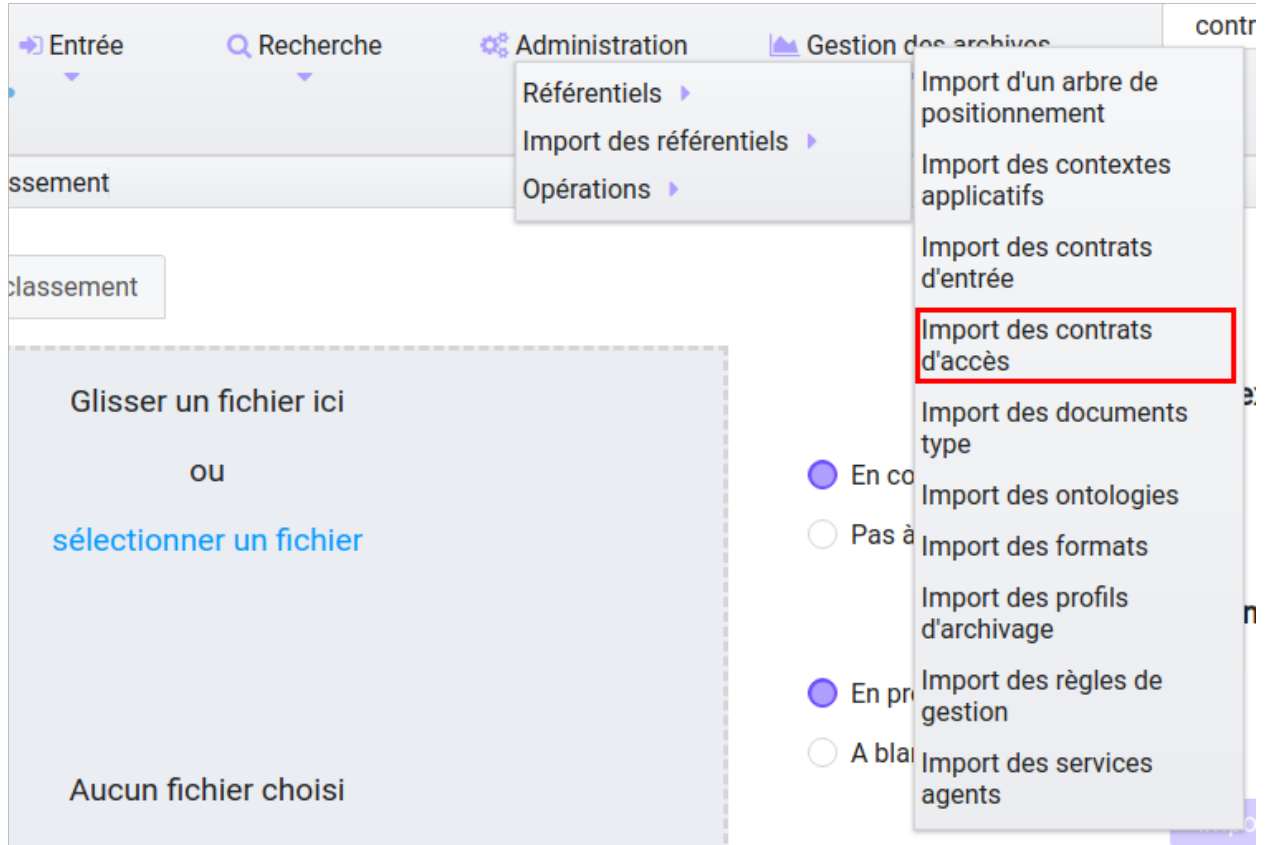 Entrée
Recherche
Administration
Gestion des archives
contr
Référentiels
Import des référentiels
Opérations
Import d'un arbre de
positionnement
Import des contextes
applicatifs
Import des contrats
d'entrée
Import des contrats
d'accès
Import des documents
type
Import des ontologies
Import des formats
Import des profils
d'archivage
Import des règles de
gestion
Import des services
agents
ssement
classement
Glisser un fichier ici
ou
sélectionner un fichier
Aucun fichier choisi
En co
Pas à
En pr
A bla